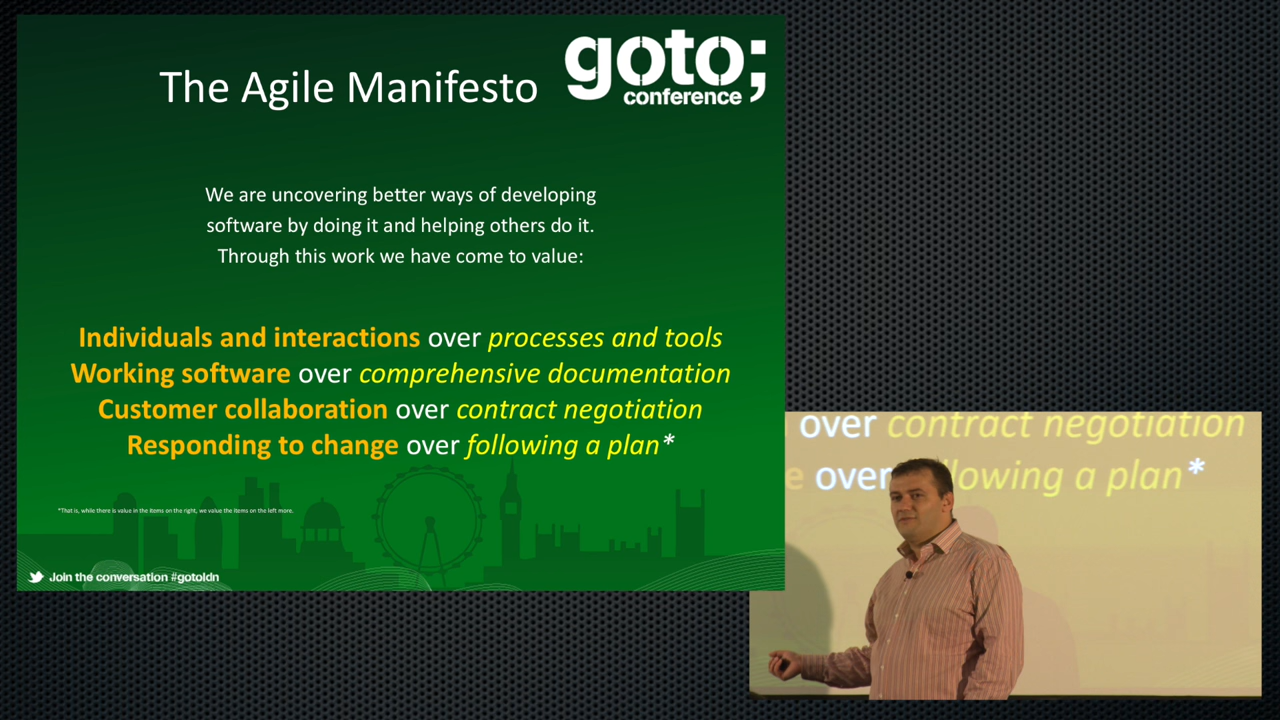 The Agile Manifesto
goto;
conference
We are uncovering better ways of developing
software by doing it and helping others do it.
Through this work we have come to value:
Individuals and interactions over processes and tools
Working software over comprehensive documentation
Customer collaboration over contract negotiation
Responding to change over following a plan*
*That is, while there is value in the items on the right, we value the items on the left more.
Join the conversation #gotoldn
over contract negotiation
e over llowing a plan*